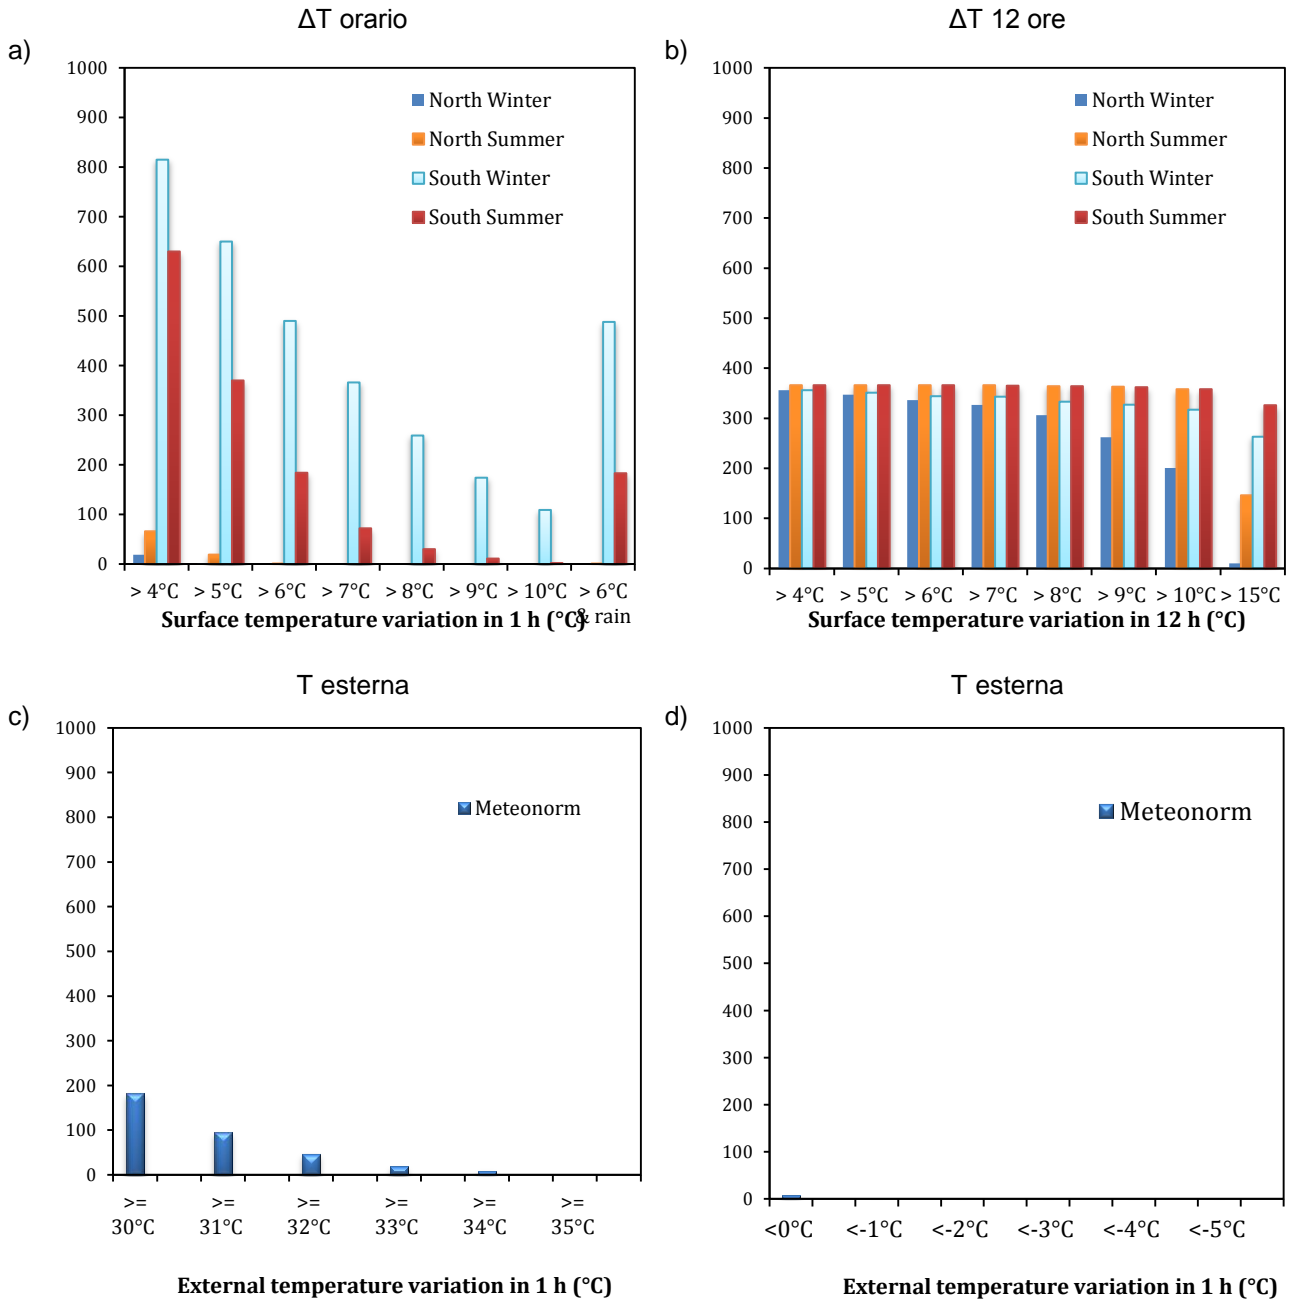 ΔT orario
a)
1000
900
800
700
600
500
400
300
200
100
0
North Winter
North Summer
South Winter
South Summer
> 4°C > 5°C > 6°C > 7°C > 8°C > 9°C > 10°C > 6°C
& rain
Surface temperature variation in 1 h (°C)
ΔT 12 ore
b)
1000
900
800
700
600
500
400
300
200
100
0
North Winter
North Summer
South Winter
South Summer
> 4°C > 5°C > 6°C > 7°C > 8°C > 9°C > 10°C > 15°C
Surface temperature variation in 12 h (°C)
T esterna
c)
1000
900
800
700
600
500
400
300
200
100
0
Meteonorm
>= >= >= >= >= >=
30°C 31°C 32°C 33°C 34°C 35°C
External temperature variation in 1 h (°C)
T esterna
d)
1000
900
800
700
600
500
400
300
200
100
0
Meteonorm
<0°C <-1°C <-2°C <-3°C <-4°C <-5°C
External temperature variation in 1 h (°C)